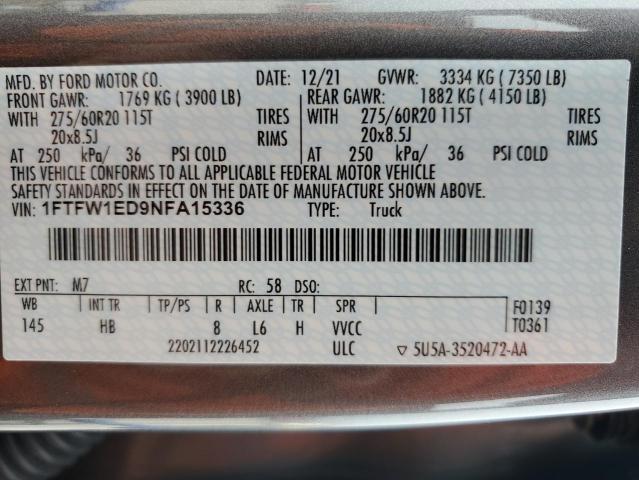 MFD. BY FORD MOTOR CO. DATE: 12/21 GVWR: 3334 KG ( 7350 LB)
FRONT GAWR: 1769 KG ( 3900 LB) REAR GAWR: 1882 KG ( 4150 LB)
WITH 275/60R20 115T TIRES WITH 275/60R20 115T TIRES
20x8.5J RIMS 20x8.5J RIMS
AT 250 kPa/ 36 PSI COLD AT 250 kPa/ 36 PSI COLD
THIS VEHICLE CONFORMS TO ALL APPLICABLE FEDERAL MOTOR VEHICLE
SAFETY STANDARDS IN EFFECT ON THE DATE OF MANUFACTURE SHOWN ABOVE.
VIN: 1FTFW1ED9NFA15336 TYPE: Truck
EXT PNT: M7 RC: 58 DSO:
WB INT TR TP/PS R AXLE TR SPR F0139
145 HB 8 L6 H VVCC T0361
2202112226452 ULC ▽ 5U5A-3520472-AA